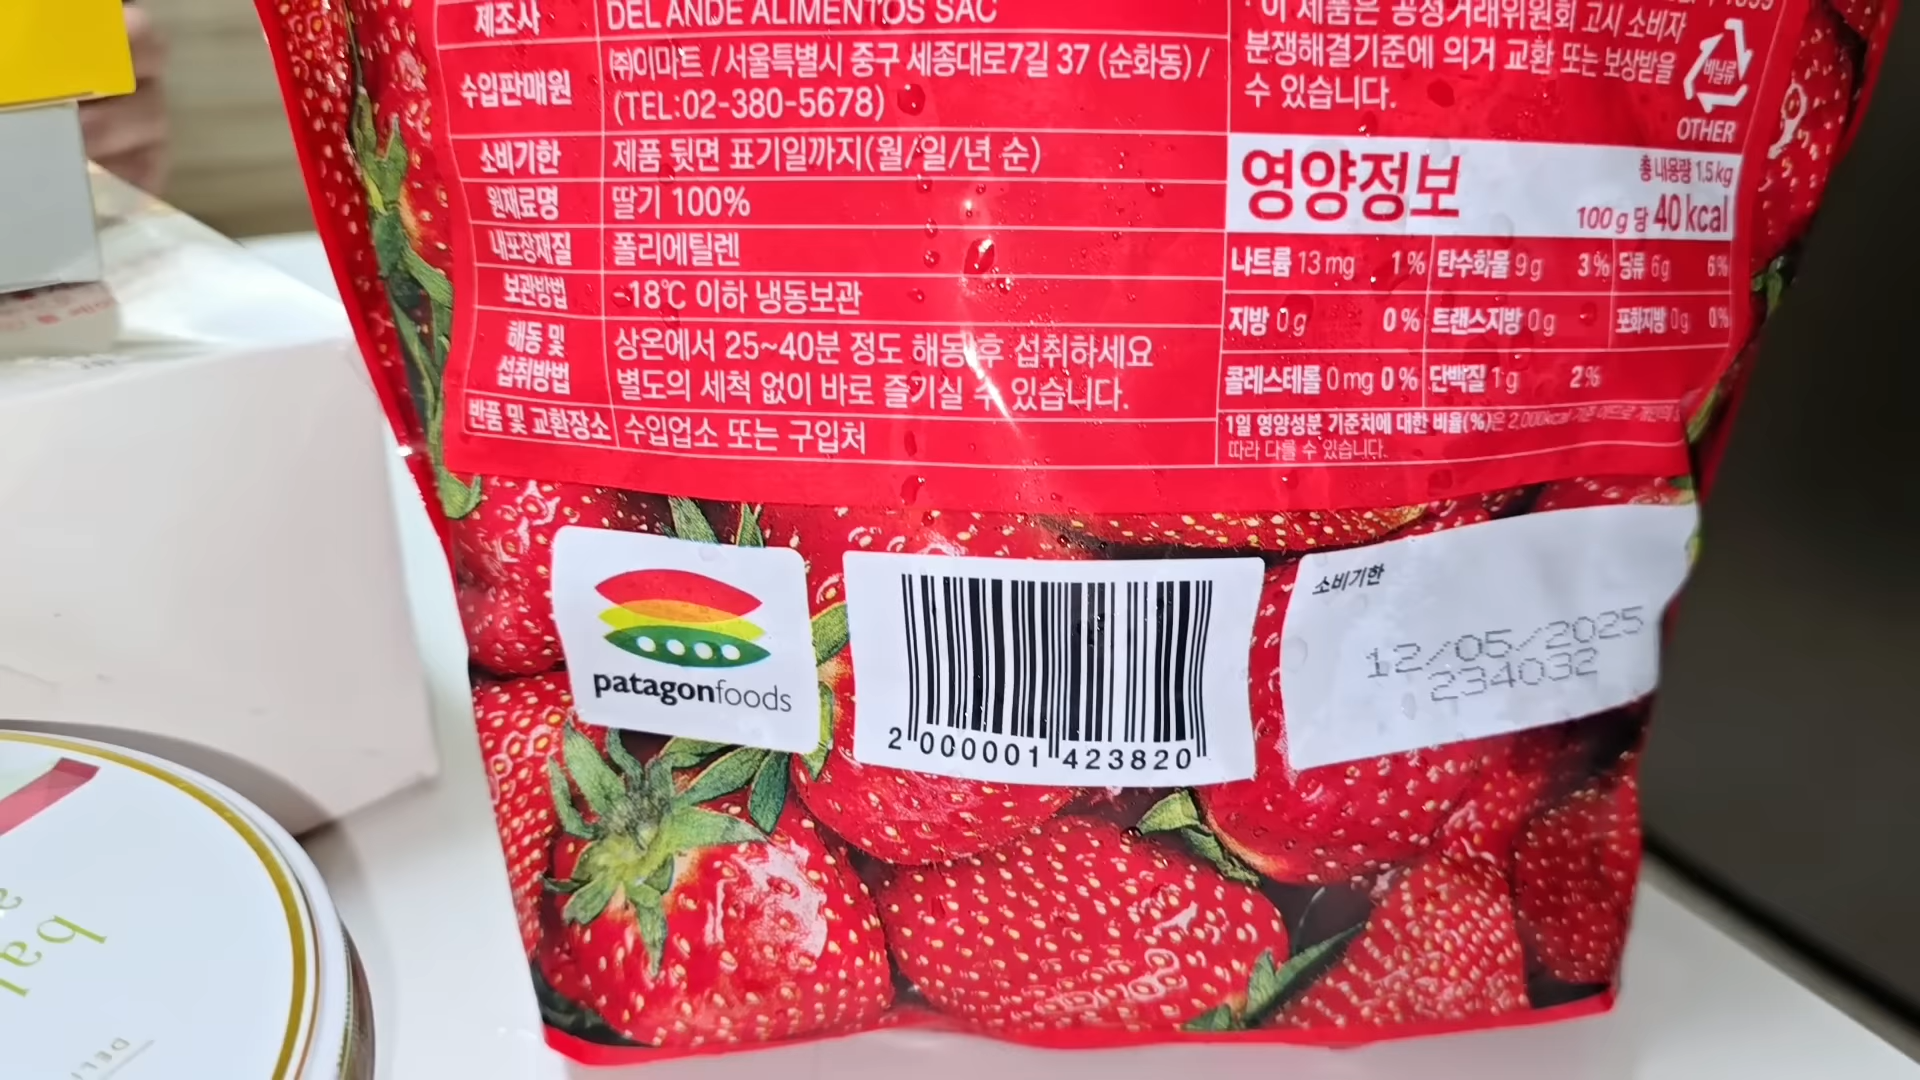 제조사 DEL ANDE ALIMENTOS SAC
수입판매원 ㈜이마트 / 서울특별시 중구 세종대로7길 37 (순화동) /
(TEL:02-380-5678)
소비기한 제품 뒷면 표기일까지(월/일/년 순)
원재료명 딸기 100%
내포장재질 폴리에틸렌
보관방법 -18℃ 이하 냉동보관
해동 및
섭취방법
상온에서 25~40분 정도 해동 후 섭취하세요
별도의 세척 없이 바로 즐기실 수 있습니다.
반품 및 교환장소 수입업소 또는 구입처
이 제품은 공정거래위원회 고시 소비자
분쟁해결기준에 의거 교환 또는 보상받을
수 있습니다.
비닐류
OTHER
영양정보
총 내용량 1.5 kg
100 g 당 40 kcal
나트륨 13 mg 1% 탄수화물 9 g 3% 당류 6 g 6%
지방 0 g 0% 트랜스지방 0 g 포화지방 0 g 0%
콜레스테롤 0 mg 0% 단백질 1 g 2%
1일 영양성분 기준치에 대한 비율(%)은 2,000kcal
따라 다를 수 있습니다.
patagonfoods
2 000001 423820
소비기한
12/05/2025
234032
bal